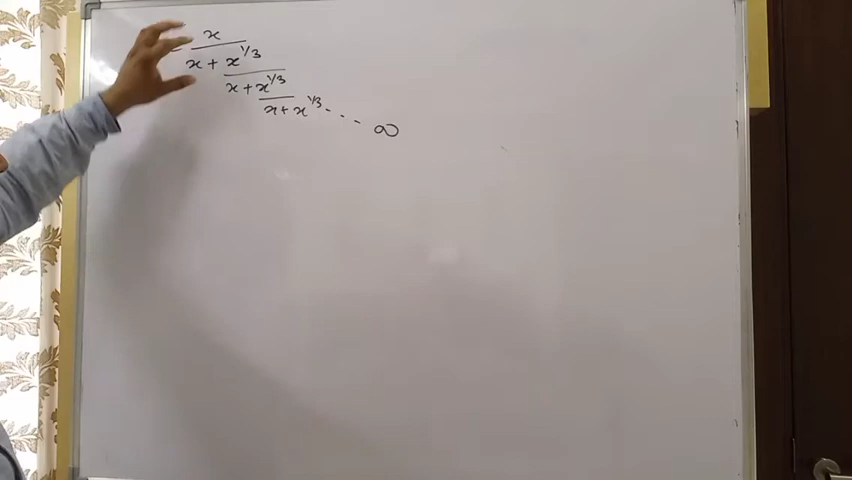 x
x + x^1/3
x + x^1/3
x + x^1/3 . . . ∞